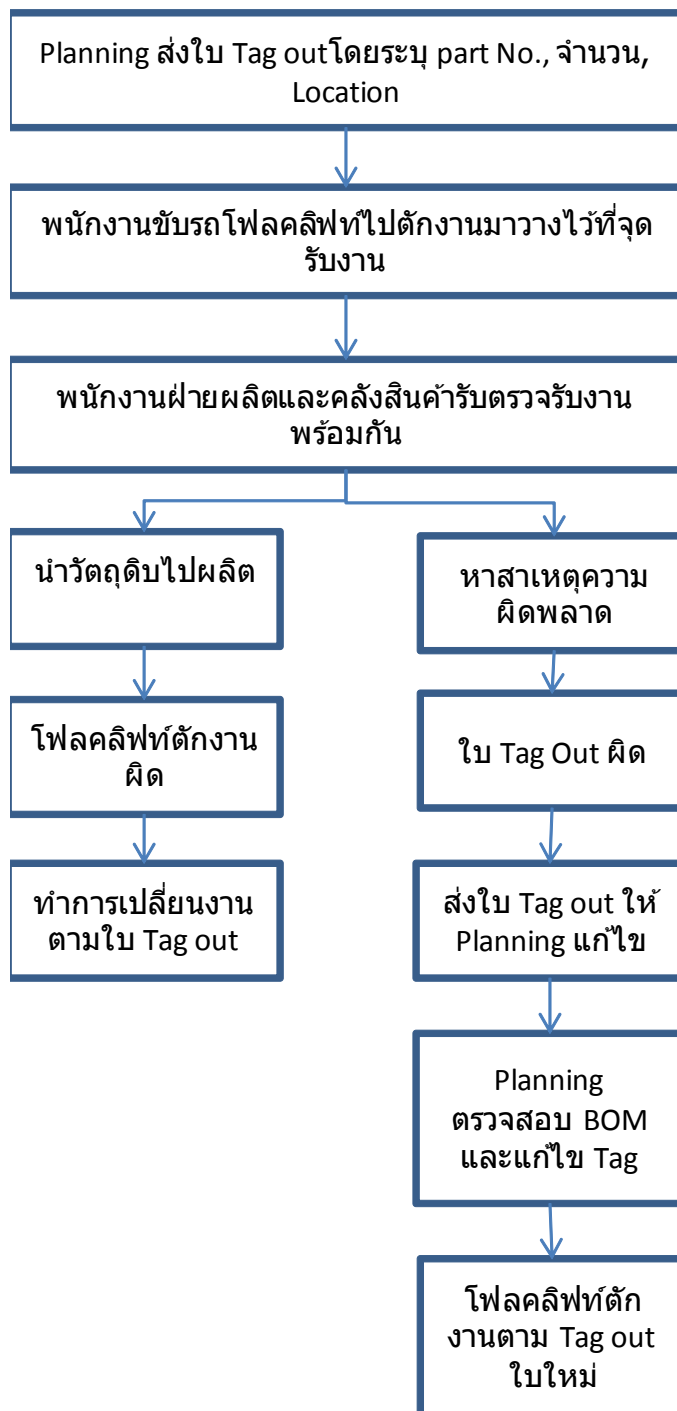 Planning ส่งใบ Tag outโดยระบุ part No., จำนวน,
Location
พนักงานขับรถโฟลคลิฟท์ไปตักงานมาวางไว้ที่จุด
รับงาน
พนักงานฝ่ายผลิตและคลังสินค้ารับตรวจรับงาน
พร้อมกัน
นำวัตถุดิบไปผลิต
โฟลคลิฟท์ตักงาน
ผิด
ทำการเปลี่ยนงาน
ตามใบ Tag out
หาสาเหตุความ
ผิดพลาด
ใบ Tag Out ผิด
ส่งใบ Tag out ให้
Planning แก้ไข
Planning
ตรวจสอบ BOM
และแก้ไข Tag
โฟลคลิฟท์ตัก
งานตาม Tag out
ใบใหม่